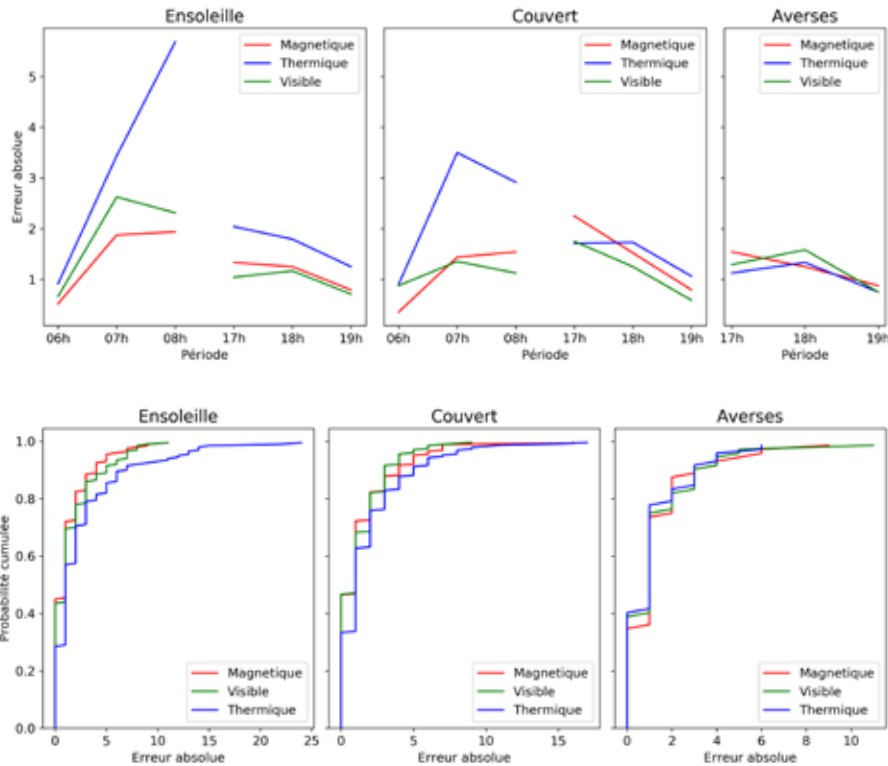 Ensoleille
Couvert
Averses
Magnetique
Thermique
Visible
Magnetique
Thermique
Visible
Magnetique
Thermique
Visible
Erreur absolue
5
4
3
2
1
06h 07h 08h 17h 18h 19h
06h 07h 08h 17h 18h 19h
17h 18h 19h
Période
Période
Période
Ensoleille
Couvert
Averses
Probabilité cumulée
1.0
0.8
0.6
0.4
0.2
0.0
Magnetique
Visible
Thermique
Magnetique
Visible
Thermique
Magnetique
Visible
Thermique
0 5 10 15 20 25
0 5 10 15
0 2 4 6 8 10
Erreur absolue
Erreur absolue
Erreur absolue